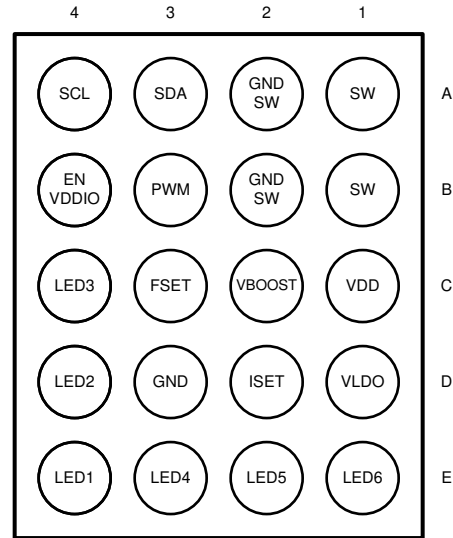 4 3 2 1
SCL SDA GND SW SW A
EN VDDIO PWM GND SW SW B
LED3 FSET VBOOST VDD C
LED2 GND ISET VLDO D
LED1 LED4 LED5 LED6 E